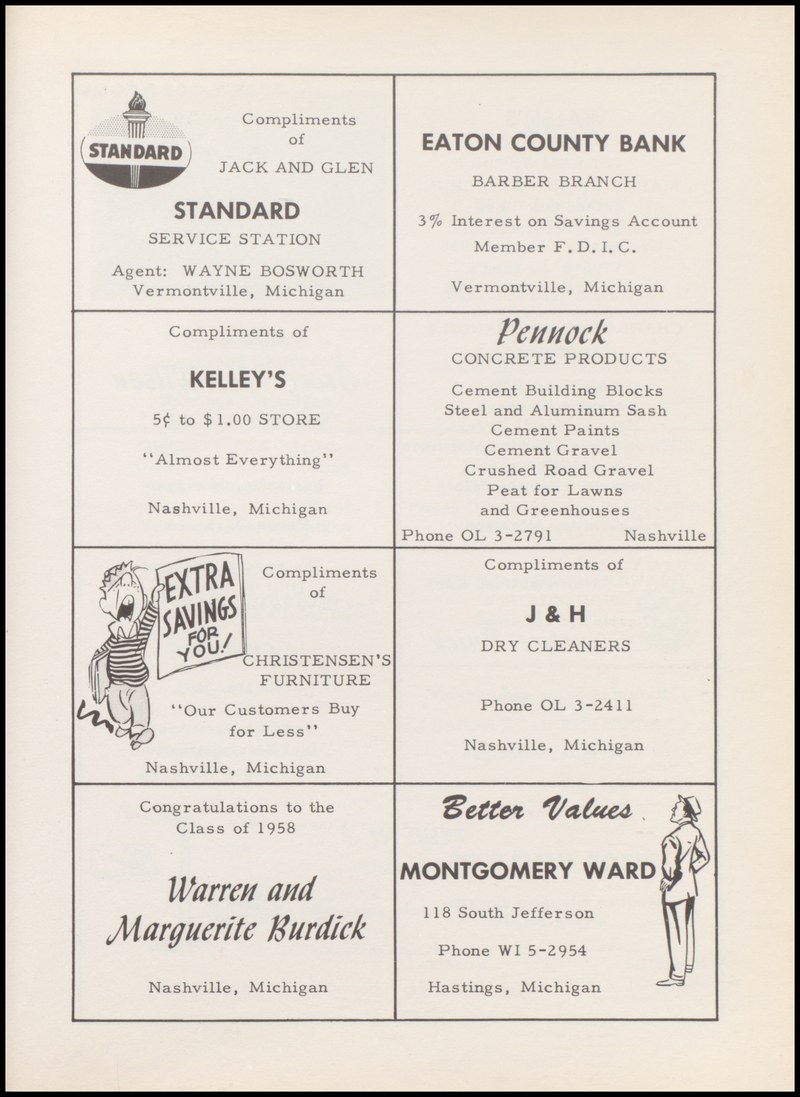 STANDARD
Compliments
of
JACK AND GLEN
STANDARD
SERVICE STATION
Agent: WAYNE BOSWORTH
Vermontville, Michigan
EATON COUNTY BANK
BARBER BRANCH
3% Interest on Savings Account
Member F.D.I.C.
Vermontville, Michigan
Compliments of
KELLEY'S
5¢ to $1.00 STORE
"Almost Everything"
Nashville, Michigan
Pennock
CONCRETE PRODUCTS
Cement Building Blocks
Steel and Aluminum Sash
Cement Paints
Cement Gravel
Crushed Road Gravel
Peat for Lawns
and Greenhouses
Phone OL 3-2791 Nashville
EXTRA
SAVINGS
FOR
YOU!
Compliments
of
CHRISTENSEN'S
FURNITURE
"Our Customers Buy
for Less"
Nashville, Michigan
Compliments of
J & H
DRY CLEANERS
Phone OL 3-2411
Nashville, Michigan
Congratulations to the
Class of 1958
Warren and
Marguerite Burdick
Nashville, Michigan
Better Values
MONTGOMERY WARD
118 South Jefferson
Phone WI 5-2954
Hastings, Michigan